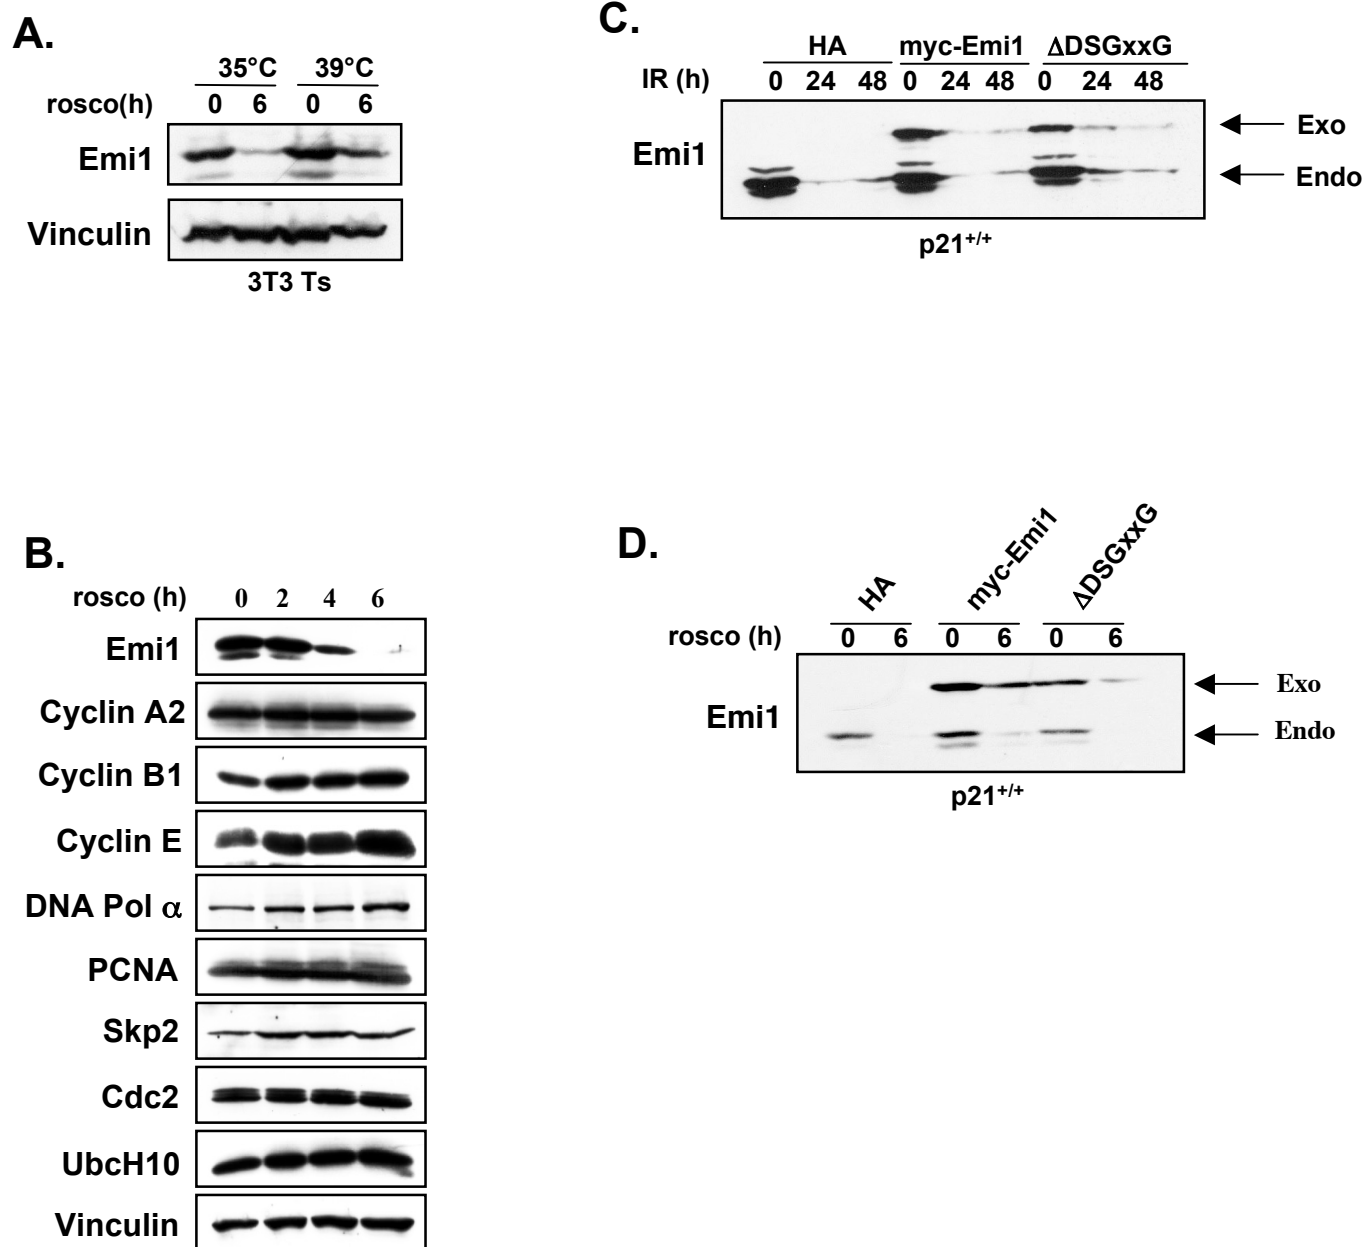 A.
35°C 39°C
rosco(h) 0 6 0 6
Emi1
Vinculin
3T3 Ts
C.
HA myc-Emi1 ΔDSGxxG
IR (h) 0 24 48 0 24 48 0 24 48
Emi1
Exo
Endo
p21+/+
B.
rosco (h) 0 2 4 6
Emi1
Cyclin A2
Cyclin B1
Cyclin E
DNA Pol α
PCNA
Skp2
Cdc2
UbcH10
Vinculin
D.
HA myc-Emi1 ΔDSGxxG
rosco (h) 0 6 0 6 0 6
Emi1
Exo
Endo
p21+/+